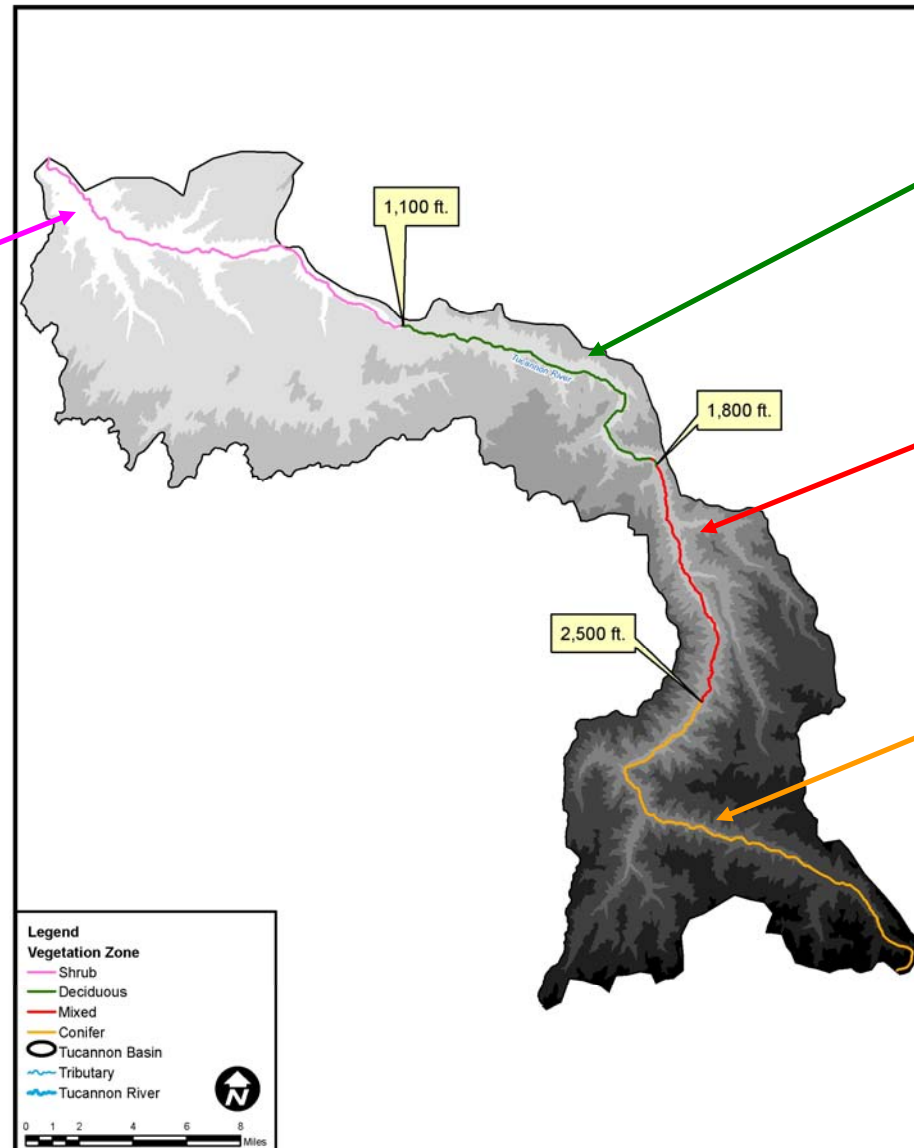 1,100 ft.
Tucannon River
1,800 ft.
2,500 ft.
Legend
Vegetation Zone
Shrub
Deciduous
Mixed
Conifer
Tucannon Basin
Tributary
Tucannon River
N
0 1 2 4 6 8
Miles